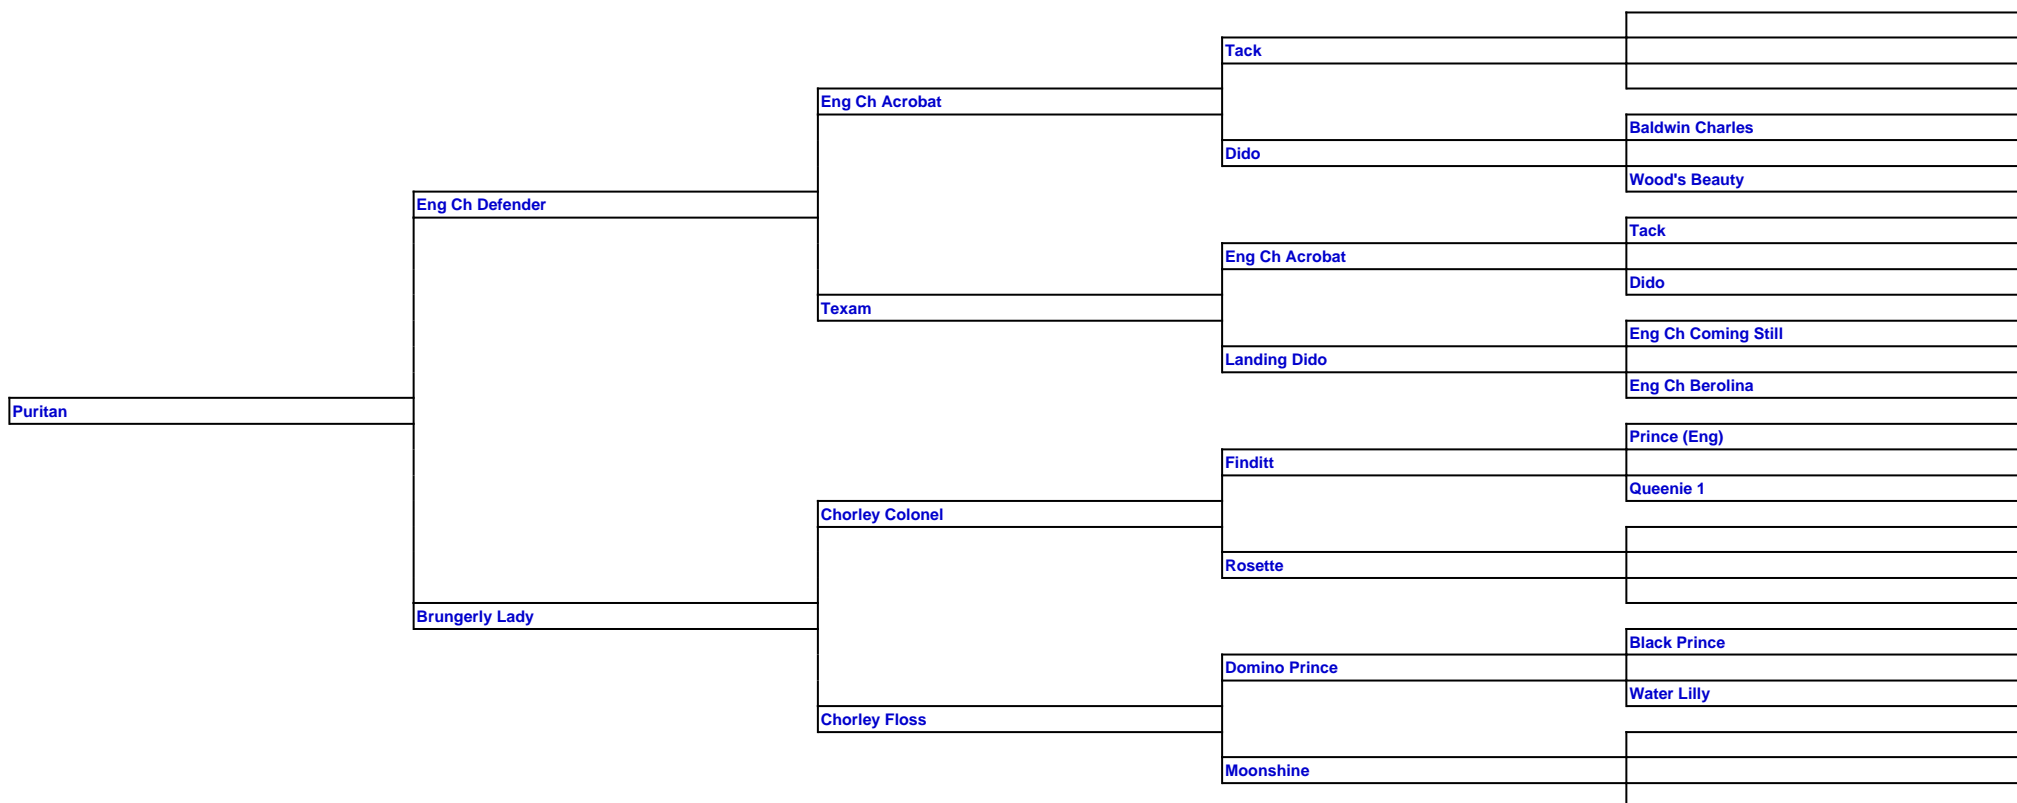 Tack
Eng Ch Acrobat
Baldwin Charles
Dido
Wood's Beauty
Eng Ch Defender
Tack
Eng Ch Acrobat
Dido
Texam
Eng Ch Coming Still
Landing Dido
Eng Ch Berolina
Puritan
Prince (Eng)
Finditt
Queenie 1
Chorley Colonel
Rosette
Brungerly Lady
Black Prince
Domino Prince
Water Lilly
Chorley Floss
Moonshine